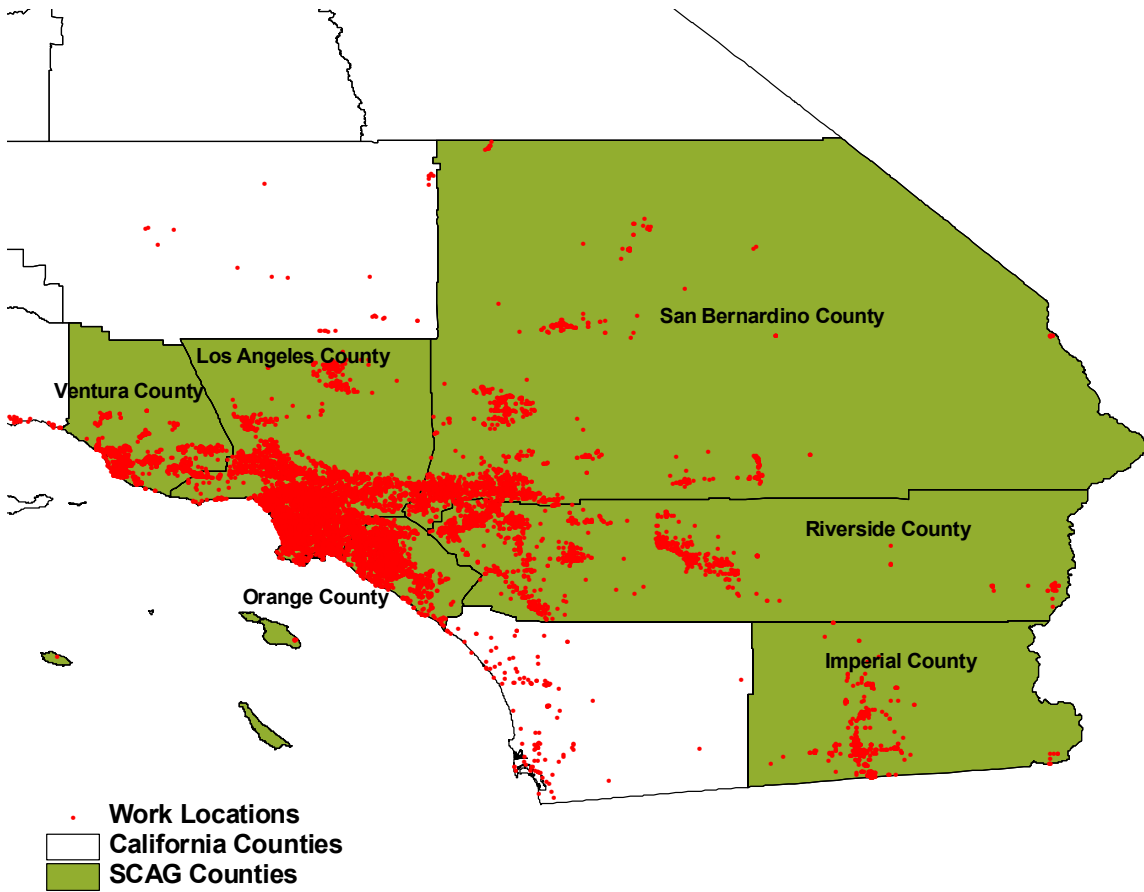 San Bernardino County
Los Angeles County
Ventura County
Riverside County
Orange County
Imperial County
Work Locations
California Counties
SCAG Counties